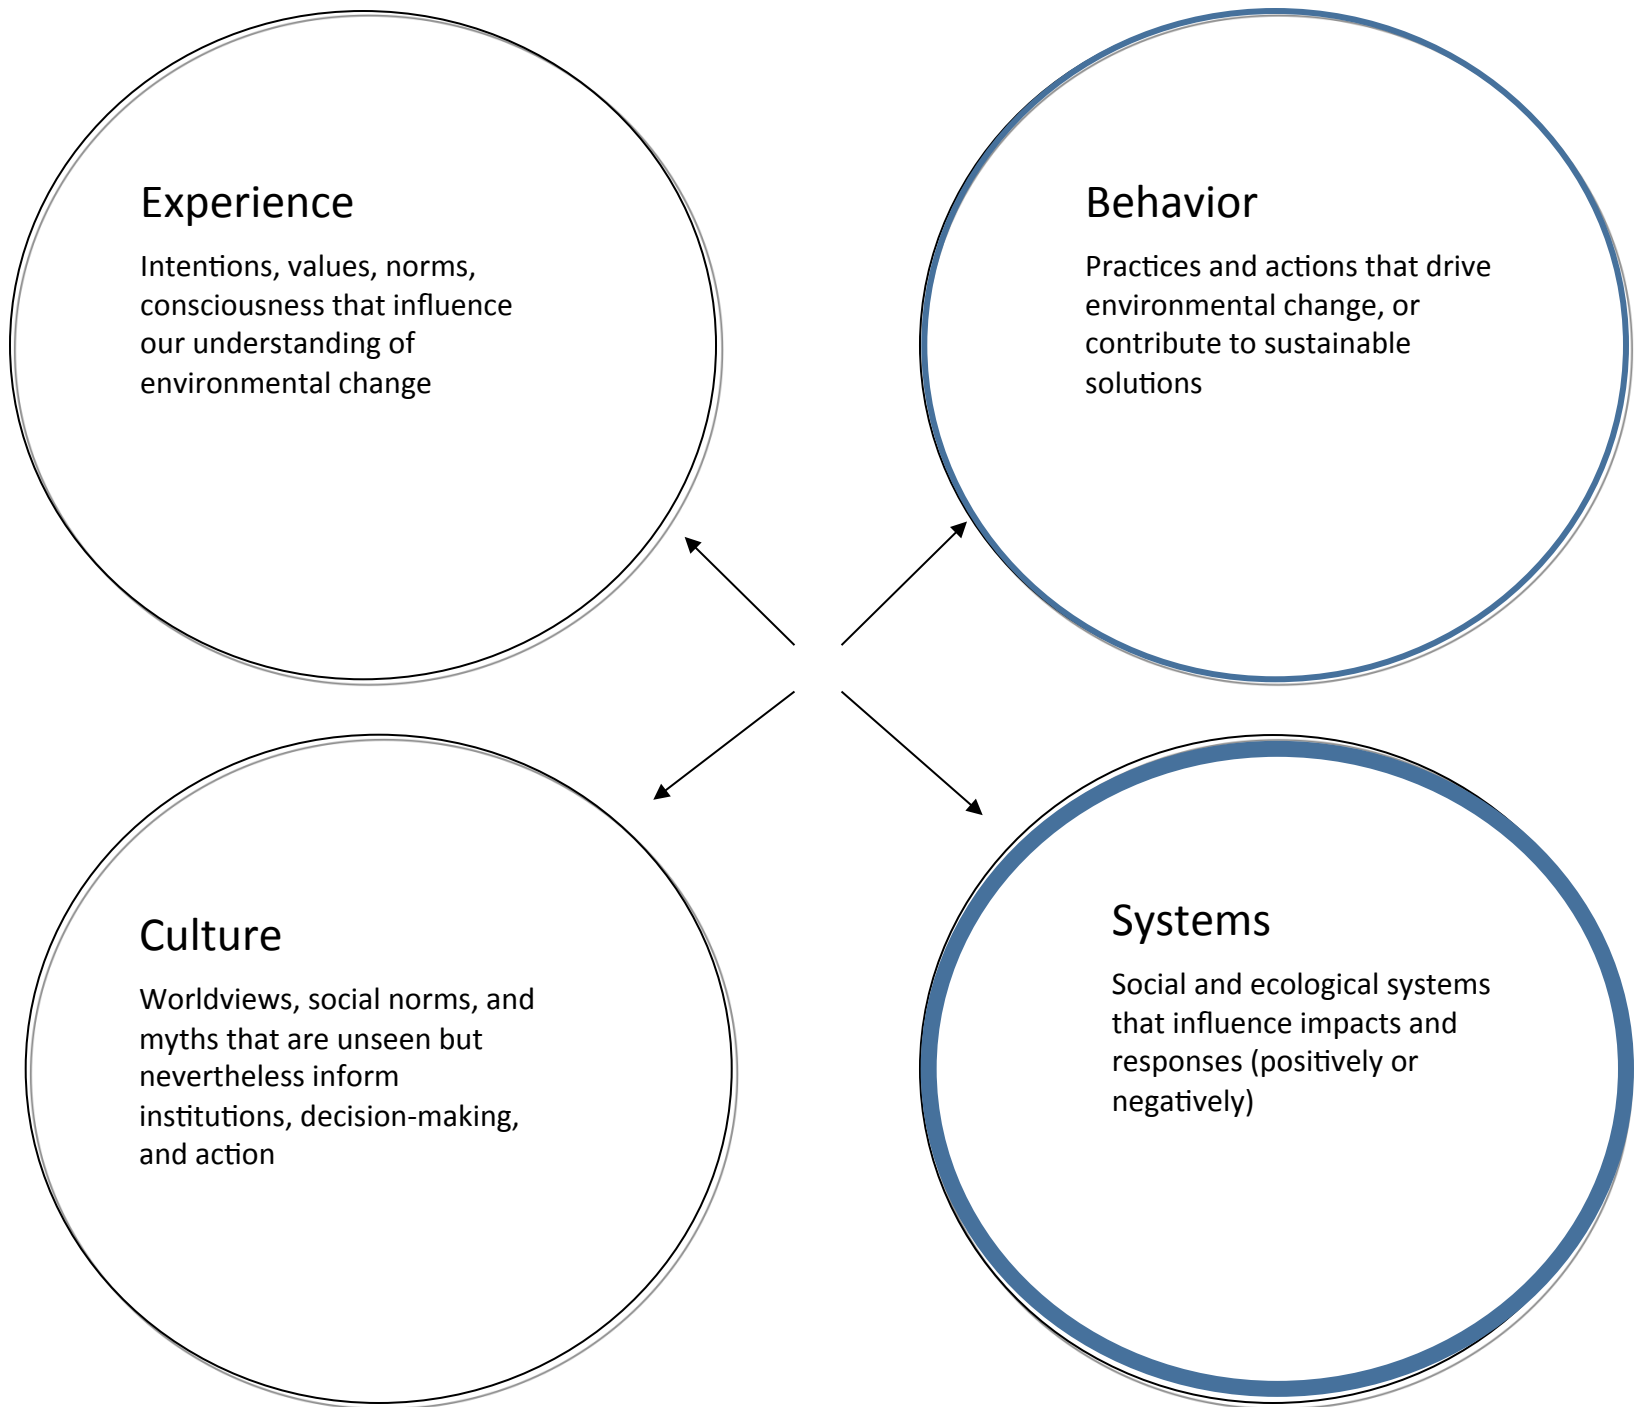 Experience
Intentions, values, norms,
consciousness that influence
our understanding of
environmental change
Behavior
Practices and actions that drive
environmental change, or
contribute to sustainable
solutions
Culture
Worldviews, social norms, and
myths that are unseen but
nevertheless inform
institutions, decision-making,
and action
Systems
Social and ecological systems
that influence impacts and
responses (positively or
negatively)